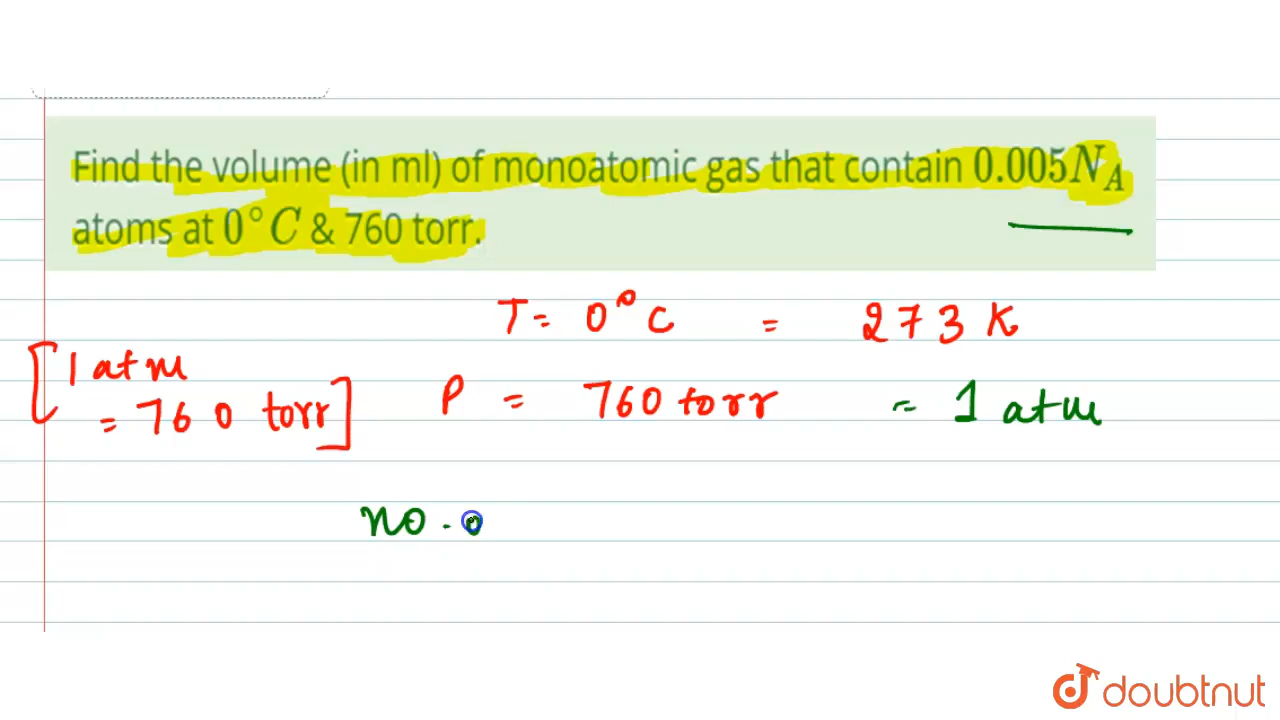 Find the volume (in ml) of monoatomic gas that contain 0.005N_A
atoms at 0°C & 760 torr.
T = 0°C = 273 K
[1 atm
= 760 torr]
P = 760 torr = 1 atm
no. o
doubtnut